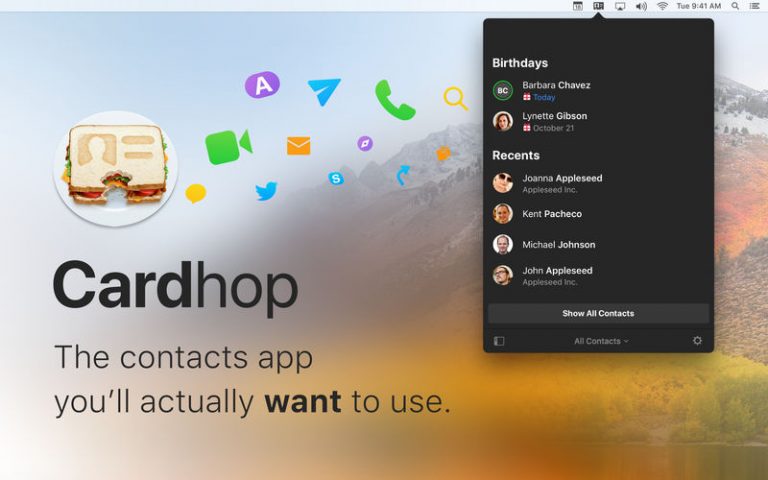 Tue 9:41 AM
Birthdays
BC
Barbara Chavez
Today
Lynette Gibson
October 21
Recents
Joanna Appleseed
Appleseed Inc.
Kent Pacheco
Michael Johnson
John Appleseed
Appleseed Inc.
Show All Contacts
All Contacts
A
S
Cardhop
The contacts app
you’ll actually want to use.